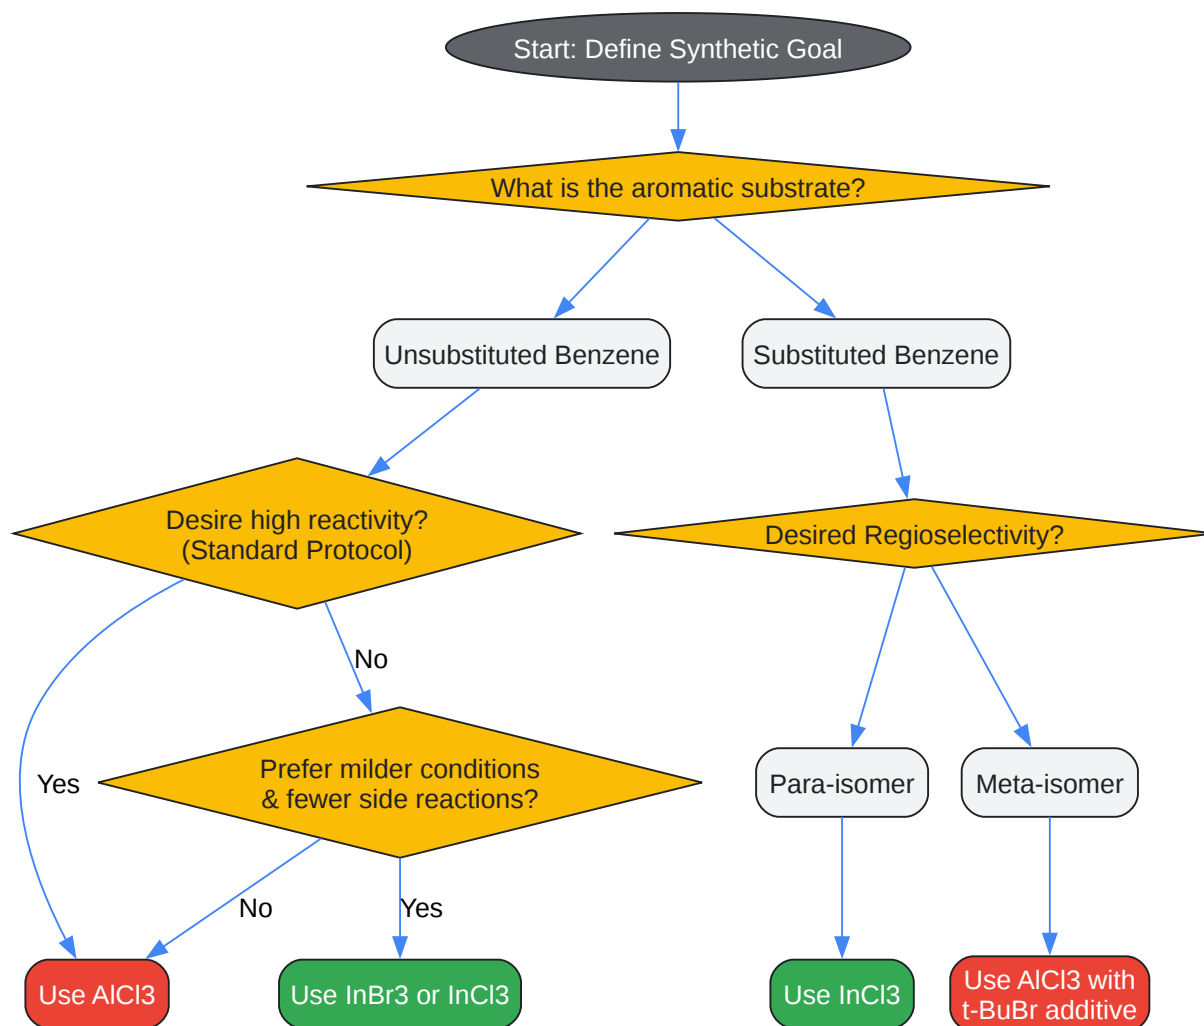 Start: Define Synthetic Goal
What is the aromatic substrate?
Unsubstituted Benzene
Substituted Benzene
Desire high reactivity?
(Standard Protocol)
Desired Regioselectivity?
No
Prefer milder conditions
& fewer side reactions?
Yes
Para-isomer
Meta-isomer
No
Yes
Use AlCl3
Use InBr3 or InCl3
Use InCl3
Use AlCl3 with
t-BuBr additive